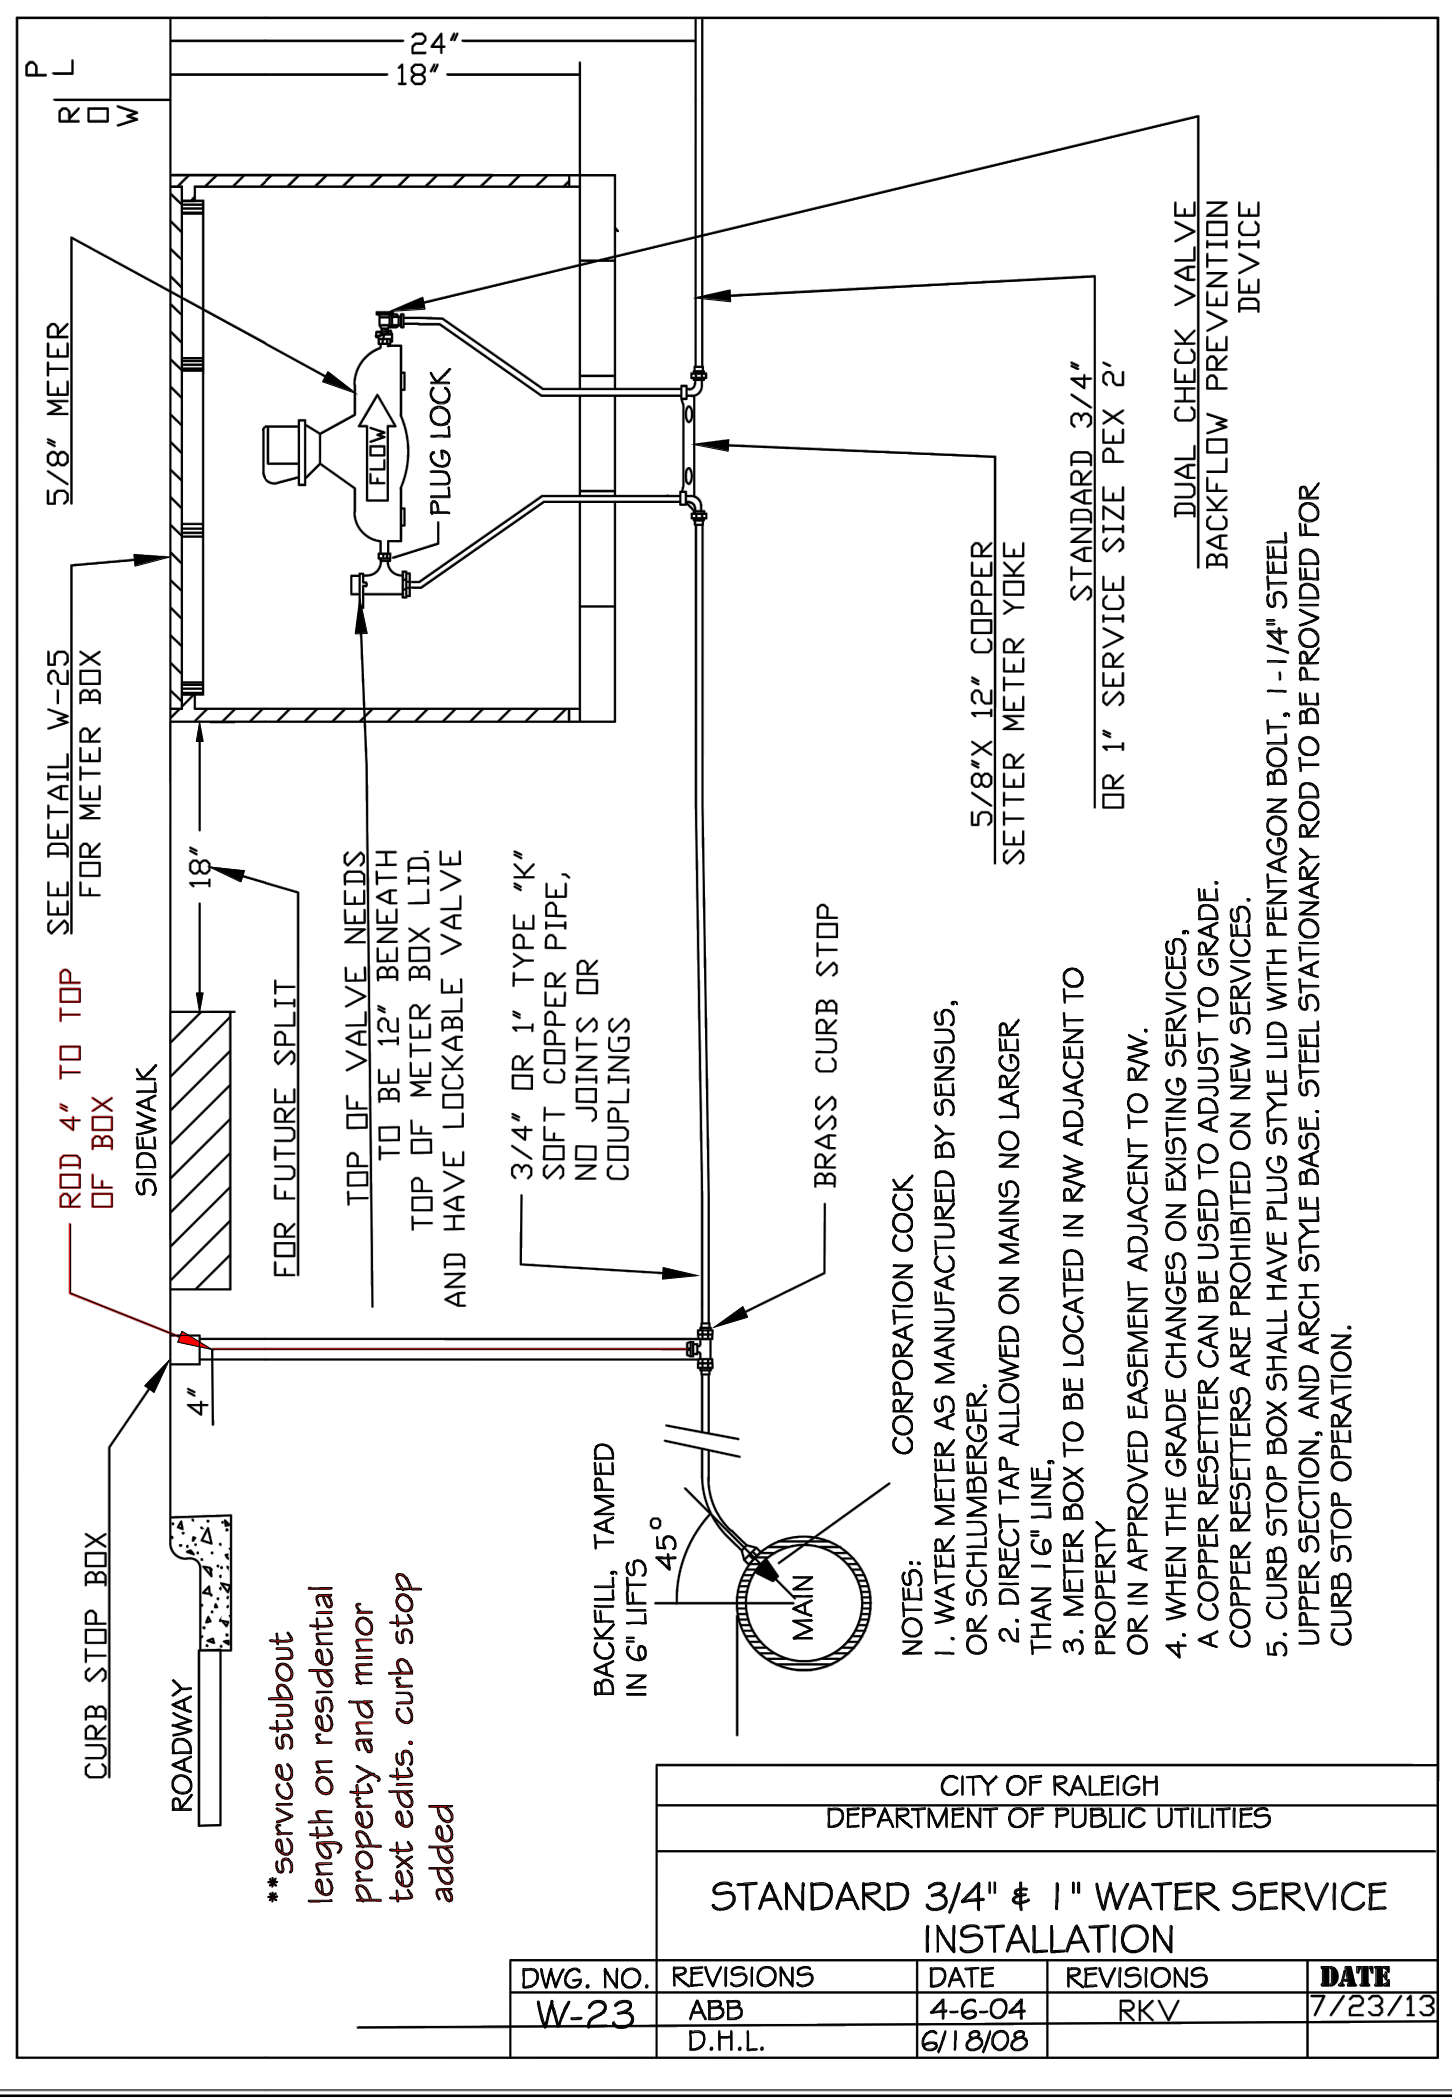 P
L
R
O
W
24"
18"
5/8" METER
SEE DETAIL W-25
FOR METER BOX
ROD 4" TO TOP
OF BOX
SIDEWALK
CURB STOP BOX
ROADWAY
4"
18"
FOR FUTURE SPLIT
FLOW
PLUG LOCK
TOP OF VALVE NEEDS
TO BE 12" BENEATH
TOP OF METER BOX LID.
AND HAVE LOCKABLE VALVE
3/4" OR 1" TYPE "K"
SOFT COPPER PIPE,
NO JOINTS OR
COUPLINGS
BRASS CURB STOP
5/8"X 12" COPPER
SETTER METER YOKE
STANDARD 3/4"
OR 1" SERVICE SIZE PEX 2'
DUAL CHECK VALVE
BACKFLOW PREVENTION
DEVICE
**service stubout
length on residential
property and minor
text edits. curb stop
added
BACKFILL, TAMPED
IN 6" LIFTS
45°
MAIN
CORPORATION COCK
NOTES:
1. WATER METER AS MANUFACTURED BY SENSUS,
OR SCHLUMBERGER.
2. DIRECT TAP ALLOWED ON MAINS NO LARGER
THAN 16" LINE,
3. METER BOX TO BE LOCATED IN R/W ADJACENT TO
PROPERTY
OR IN APPROVED EASEMENT ADJACENT TO R/W.
4. WHEN THE GRADE CHANGES ON EXISTING SERVICES,
A COPPER RESETTER CAN BE USED TO ADJUST TO GRADE.
COPPER RESETTERS ARE PROHIBITED ON NEW SERVICES.
5. CURB STOP BOX SHALL HAVE PLUG STYLE LID WITH PENTAGON BOLT, 1-1/4" STEEL
UPPER SECTION, AND ARCH STYLE BASE. STEEL STATIONARY ROD TO BE PROVIDED FOR
CURB STOP OPERATION.
CITY OF RALEIGH
DEPARTMENT OF PUBLIC UTILITIES
STANDARD 3/4" & 1" WATER SERVICE
INSTALLATION
DWG. NO. REVISIONS DATE REVISIONS DATE
W-23 ABB 4-6-04 RKV 7/23/13
D.H.L. 6/18/08